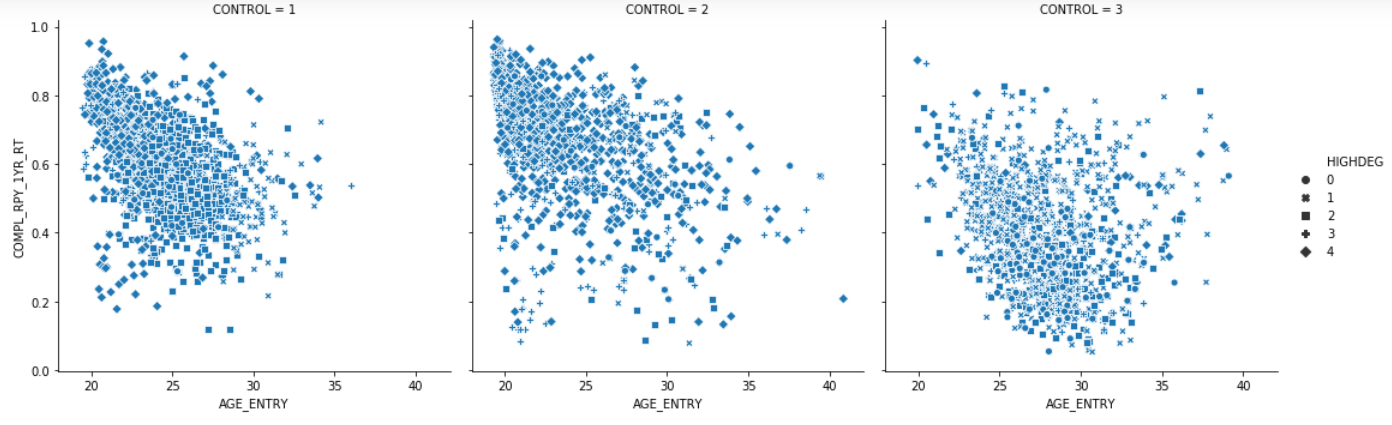 CONTROL = 1
CONTROL = 2
CONTROL = 3
COMPL_RPY_1YR_RT
1.0
0.8
0.6
0.4
0.2
0.0
20 25 30 35 40
20 25 30 35 40
20 25 30 35 40
AGE_ENTRY
AGE_ENTRY
AGE_ENTRY
HIGHDEG
0
1
2
3
4